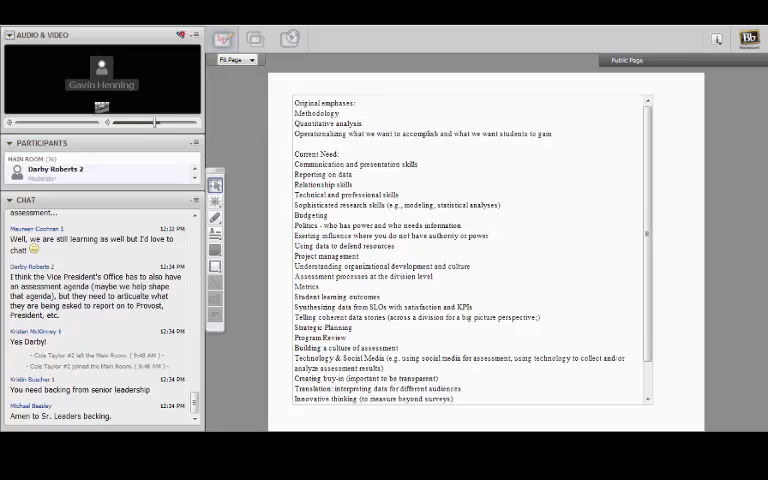 AUDIO & VIDEO
Gavin Henning
PARTICIPANTS
MAIN ROOM (36)
Darby Roberts 2
Moderator
CHAT
assessment...
Maureen Cochran 1 12:32 PM
Well, we are still learning as well but I'd love to
chat!
Darby Roberts 2 12:34 PM
I think the Vice President's Office has to also have
an assessment agenda (maybe we help shape
that agenda), but they need to articualte what
they are being asked to report on to Provost,
President, etc.
Kristen McKinney 1 12:34 PM
Yes Darby!
- Cole Taylor #2 left the Main Room. ( 9:48 AM ) -
- Cole Taylor #2 joined the Main Room. ( 9:48 AM ) -
Kristin Buscher 1 12:34 PM
You need backing from senior leadership
Michael Beazley 12:34 PM
Amen to Sr. Leaders backing.
Fit Page
Public Page
Bb
Original emphases:
Methodology
Quantitative analysis
Operationalizing what we want to accomplish and what we want students to gain
Current Need:
Communication and presentation skills
Reporting on data
Relationship skills
Technical and professional skills
Sophisticated research skills (e.g., modeling, statistical analyses)
Budgeting
Politics - who has power and who needs information
Exerting influence where you do not have authority or power
Using data to defend resources
Project management
Understanding organizational development and culture
Assessment processes at the division level
Metrics
Student learning outcomes
Synthesizing data from SLOs with satisfaction and KPIs
Telling coherent data stories (across a division for a big picture perspective;)
Strategic Planning
Program Review
Building a culture of assessment
Technology & Social Media (e.g. using social media for assessment, using technology to collect and/or
analyze assessment results)
Creating buy-in (important to be transparent)
Translation: interpreting data for different audiences
Innovative thinking (to measure beyond surveys)